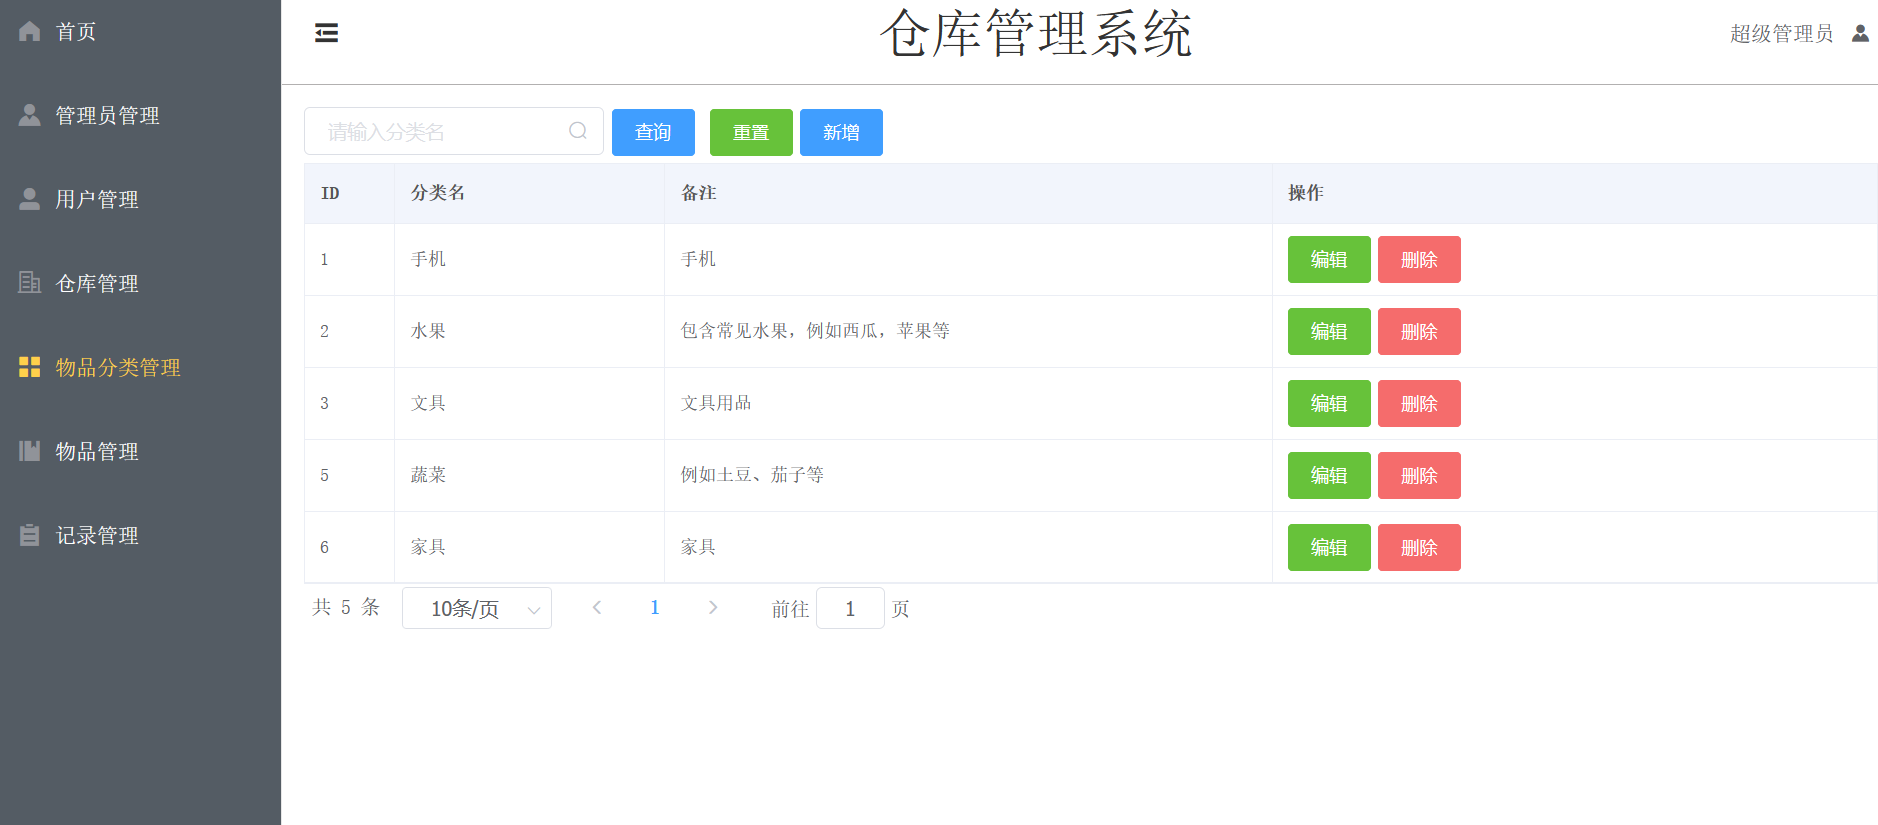 首页
管理员管理
用户管理
仓库管理
物品分类管理
物品管理
记录管理
仓库管理系统
超级管理员
请输入分类名 查询 重置 新增
ID 分类名 备注 操作
1 手机 手机 编辑 删除
2 水果 包含常见水果，例如西瓜，苹果等 编辑 删除
3 文具 文具用品 编辑 删除
5 蔬菜 例如土豆、茄子等 编辑 删除
6 家具 家具 编辑 删除
共 5 条 10条/页 1 前往 1 页